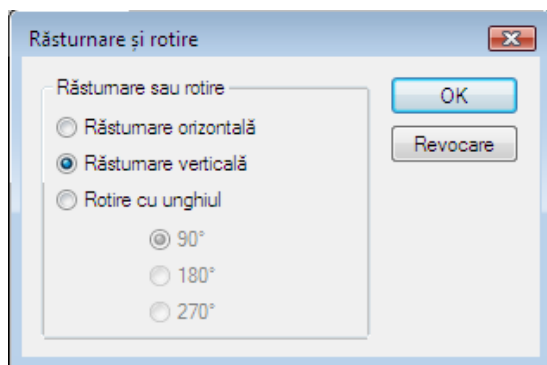 Răsturnare și rotire
Răsturnare sau rotire
OK
Răsturnare orizontală
Revocare
Răsturnare verticală
Rotire cu unghiul
90°
180°
270°